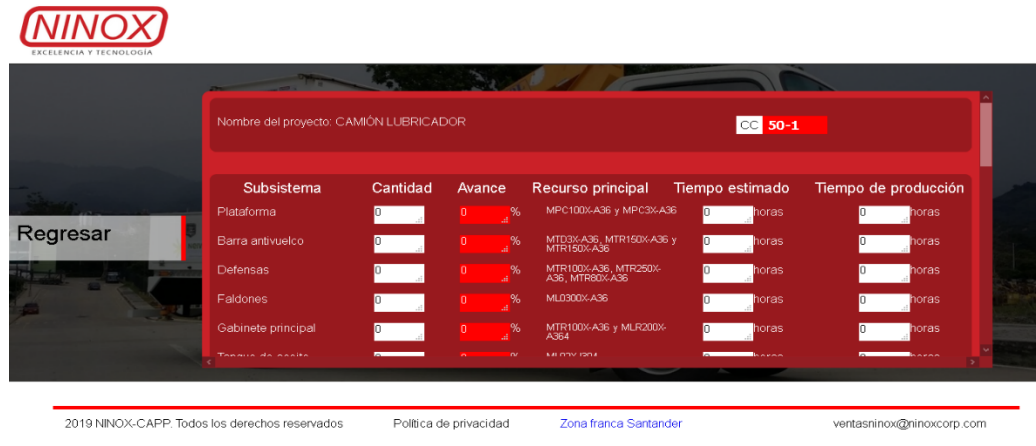 NINOX
EXCELENCIA Y TECNOLOGÍA
Nombre del proyecto: CAMIÓN LUBRICADOR
CC 50-1
Subsistema Cantidad Avance Recurso principal Tiempo estimado Tiempo de producción
Plataforma 0 0 % MPC100X-A36 y MPC3X-A36 0 horas 0 horas
Regresar
Barra antivuelco 0 0 % MTD3X-A36, MTR150X-A36 y
MTR150X-A36 0 horas 0 horas
Defensas 0 0 % MTR100X-A36, MTR250X-
A36, MTR80X-A36 0 horas 0 horas
Faldones 0 0 % ML0300X-A36 0 horas 0 horas
Gabinete principal 0 0 % MTR100X-A36 y MLR200X-
A364 0 horas 0 horas
2019 NINOX-CAPP. Todos los derechos reservados Política de privacidad Zona franca Santander ventasninox@ninoxcorp.com